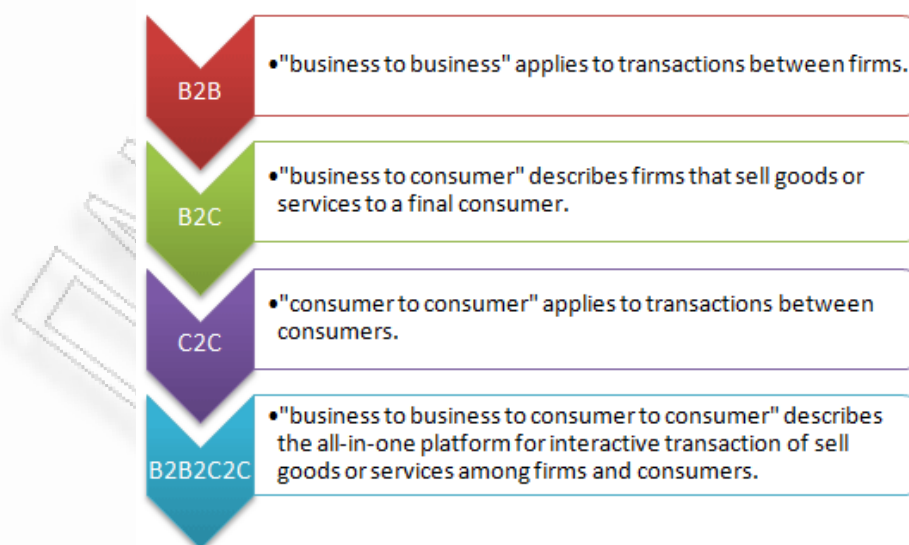 B2B
•"business to business" applies to transactions between firms.
B2C
•"business to consumer" describes firms that sell goods or
services to a final consumer.
C2C
•"consumer to consumer" applies to transactions between
consumers.
B2B2C2C
•"business to business to consumer to consumer" describes
the all-in-one platform for interactive transaction of sell
goods or services among firms and consumers.